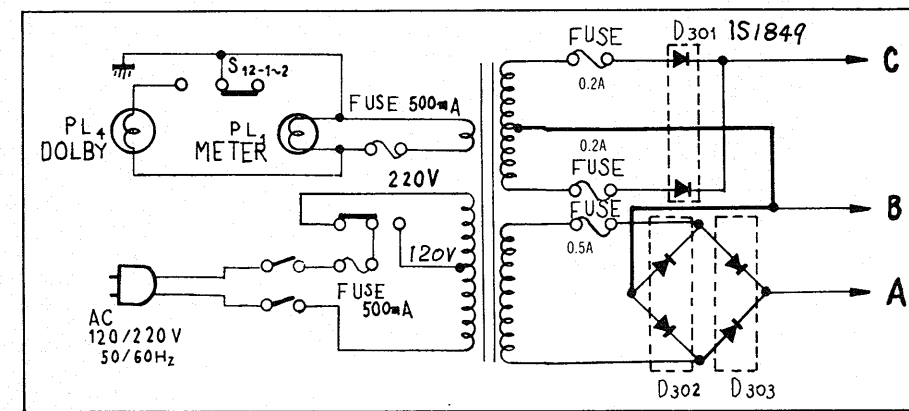 FUSE
D301 1S1849
C
0.2A
S12-1~2
FUSE 500mA
PL4
DOLBY
PL1
METER
0.2A
FUSE
220V
FUSE
B
0.5A
120V
FUSE
500mA
A
AC
120/220V
50/60Hz
D302
D303